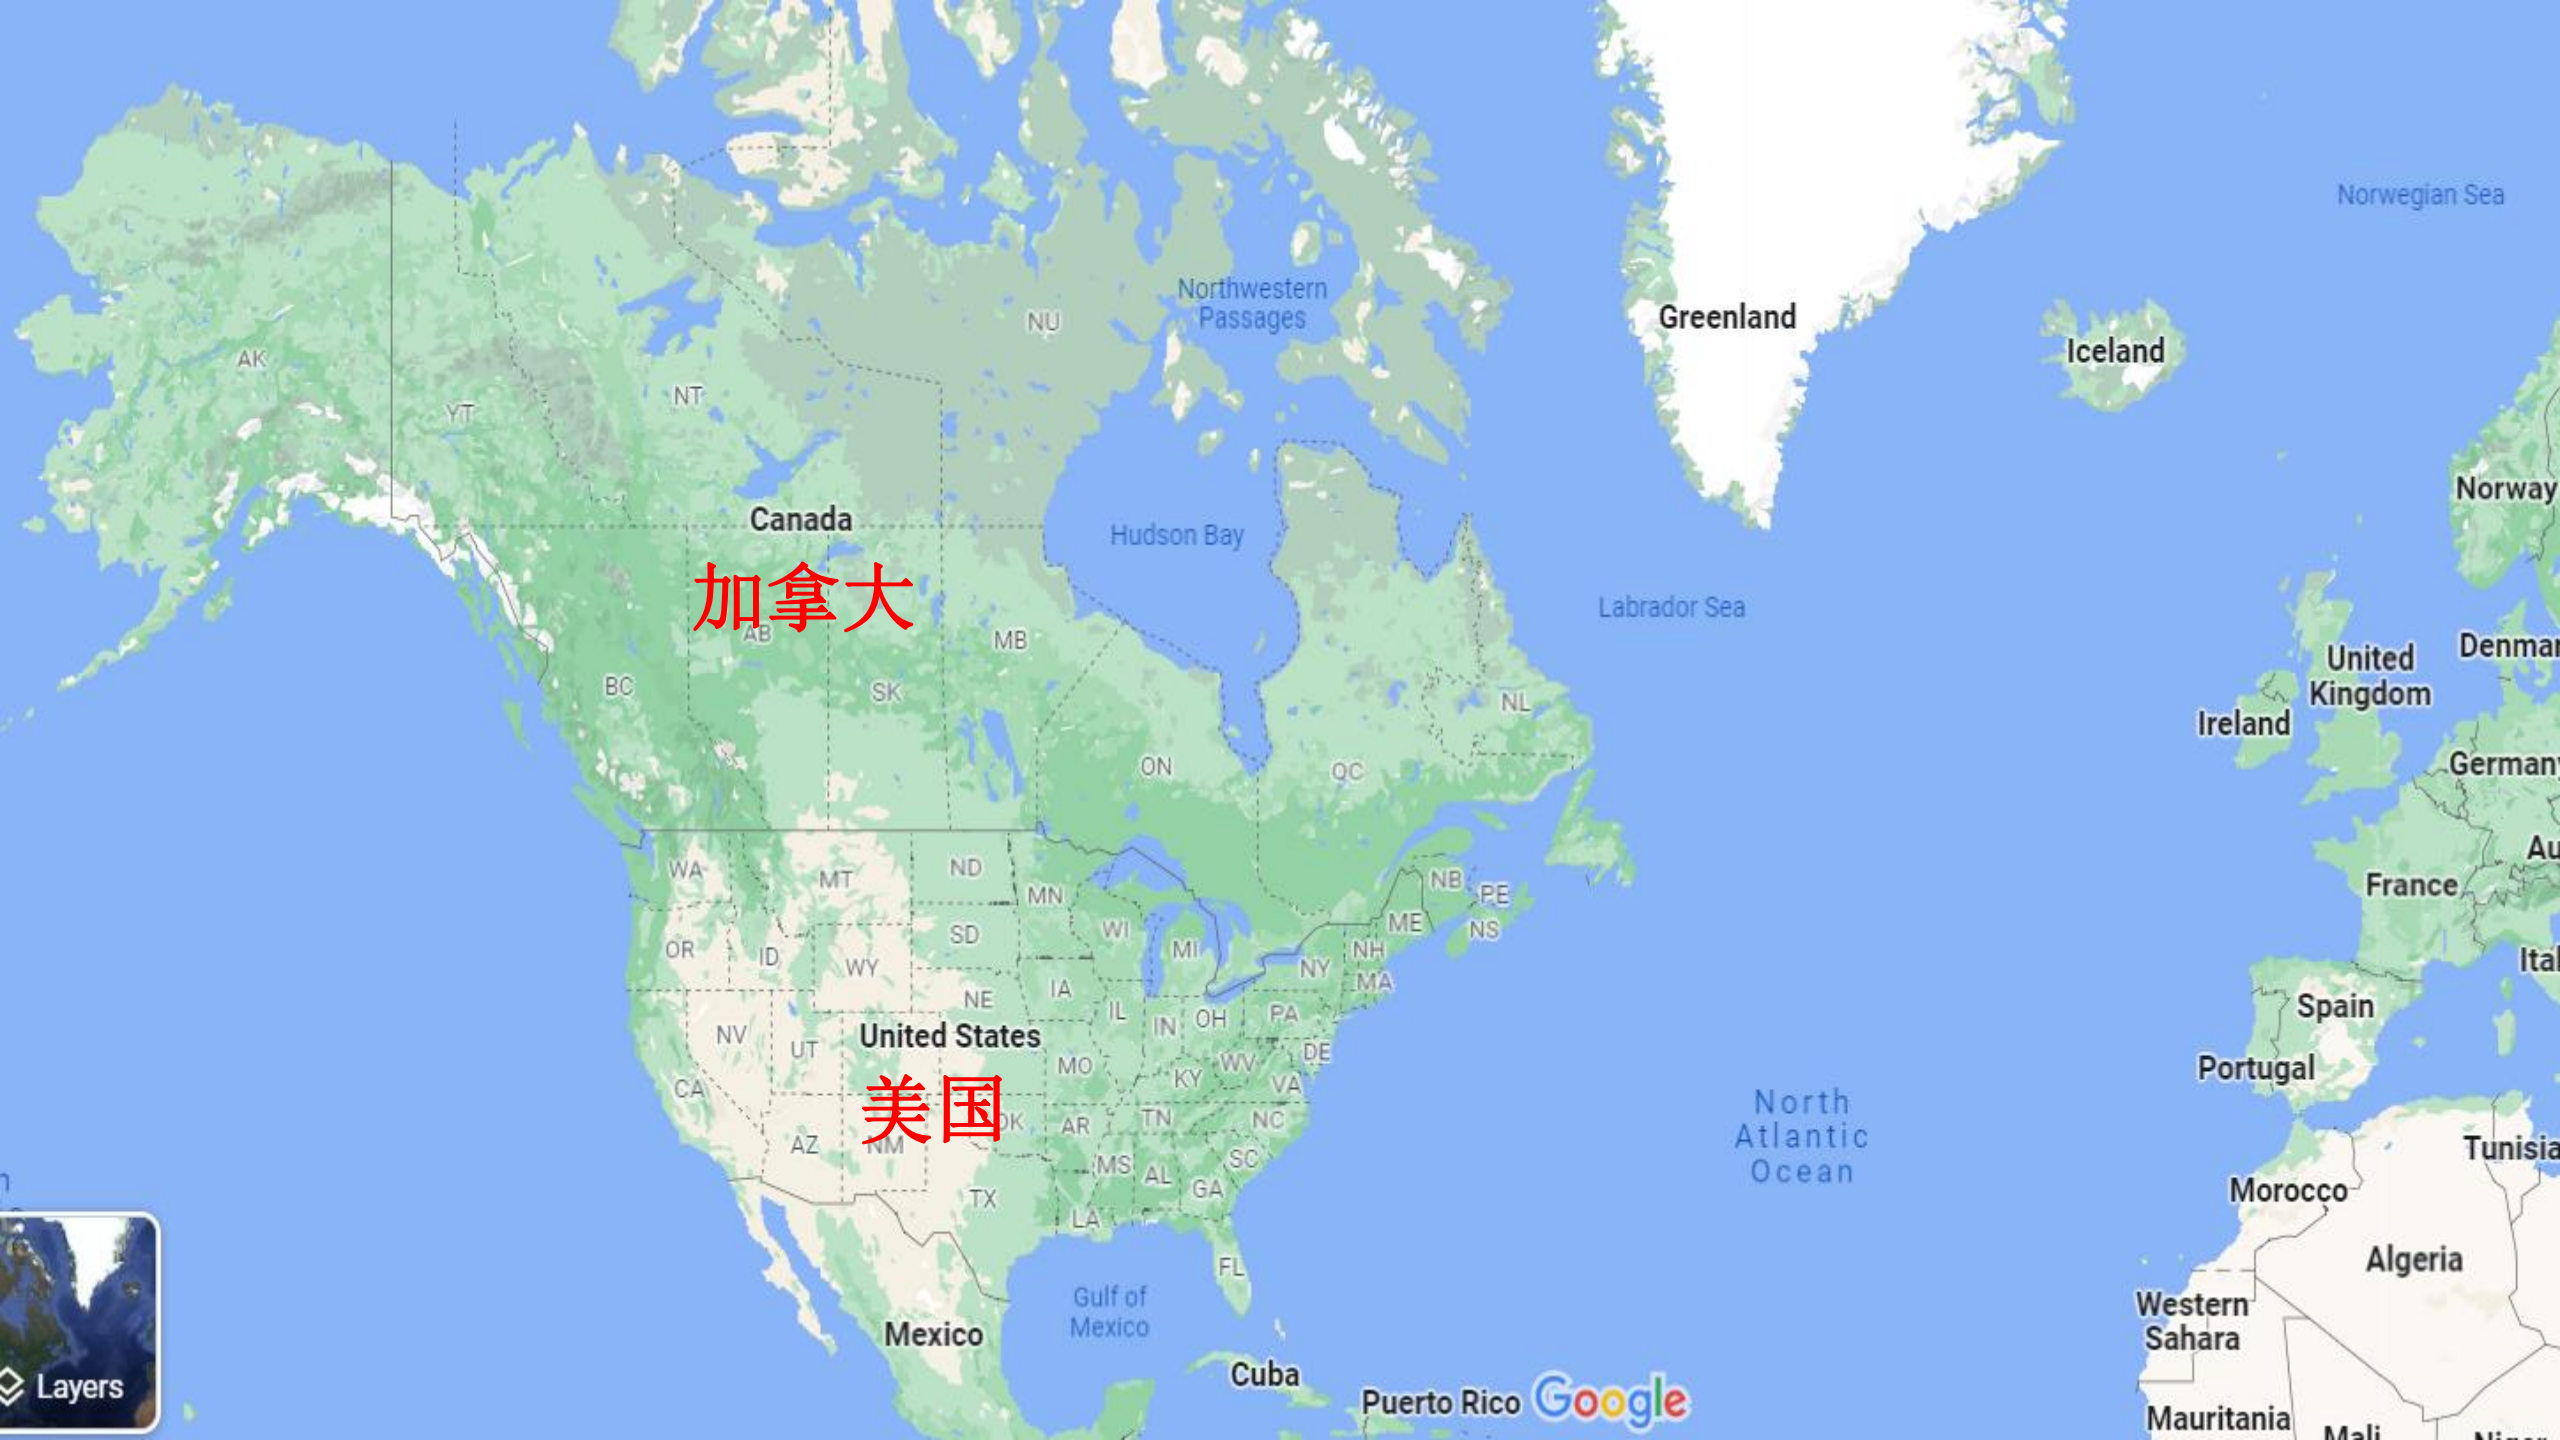 Norwegian Sea
Northwestern
Passages
Greenland
NU
Iceland
AK
NT
YT
Norway
Canada
Hudson Bay
加拿大
Labrador Sea
AB
MB
United
Kingdom
BC
SK
NL
Ireland
ON
QC
WA
MT
ND
MN
NB
PE
France
OR
ID
WY
SD
WI
MI
NY
NH
ME
NS
MA
NE
IA
IL
IN
OH
PA
Spain
NV
UT
United States
MO
KY
WV
DE
VA
Portugal
CA
美国
OK
AR
TN
NC
North
Atlantic
Ocean
AZ
NM
MS
AL
SC
GA
Tunisia
Morocco
TX
LA
FL
Algeria
Gulf of
Mexico
Western
Sahara
Mexico
Cuba
Layers
Puerto Rico
Google
Mauritania